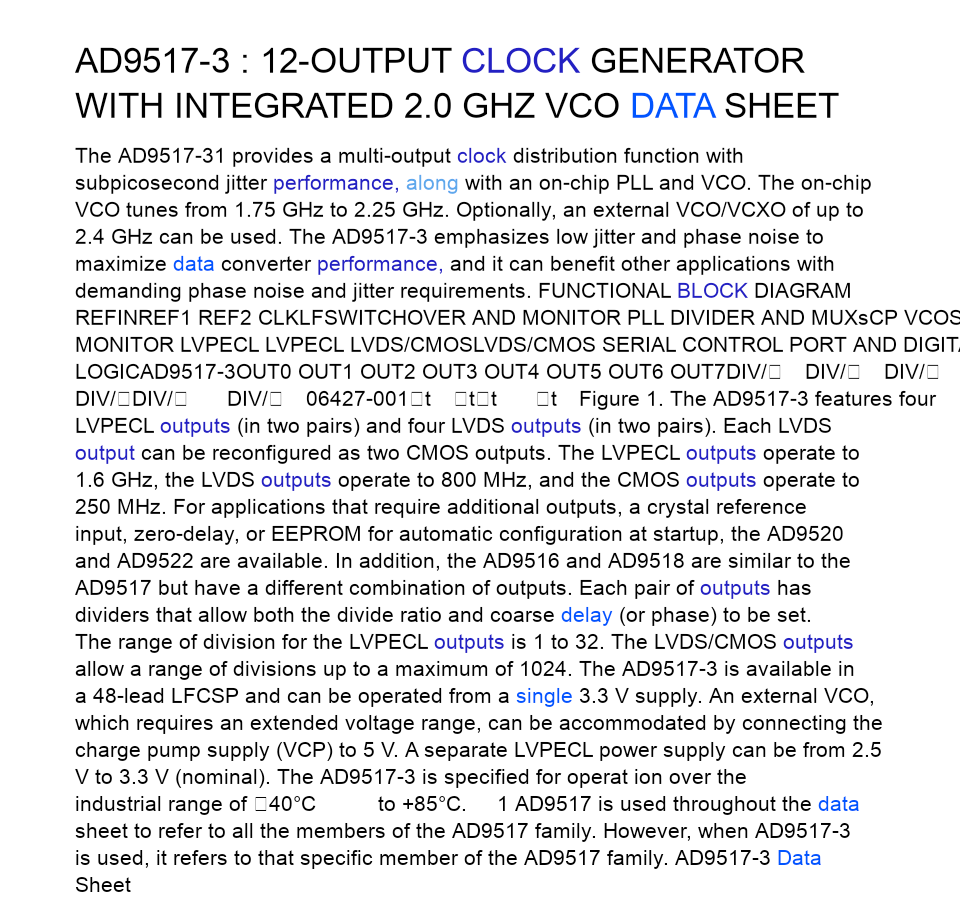 AD9517-3 : 12-OUTPUT CLOCK GENERATOR
WITH INTEGRATED 2.0 GHZ VCO DATA SHEET
The AD9517-31 provides a multi-output clock distribution function with
subpicosecond jitter performance, along with an on-chip PLL and VCO. The on-chip
VCO tunes from 1.75 GHz to 2.25 GHz. Optionally, an external VCO/VCXO of up to
2.4 GHz can be used. The AD9517-3 emphasizes low jitter and phase noise to
maximize data converter performance, and it can benefit other applications with
demanding phase noise and jitter requirements. FUNCTIONAL BLOCK DIAGRAM
REFINREF1 REF2 CLKLFSWITCHOVER AND MONITOR PLL DIVIDER AND MUXsCP VCOS
MONITOR LVPECL LVPECL LVDS/CMOSLVDS/CMOS SERIAL CONTROL PORT AND DIGITA
LOGICAD9517-3OUT0 OUT1 OUT2 OUT3 OUT4 OUT5 OUT6 OUT7DIV/□ DIV/□ DIV/□
DIV/□DIV/□ DIV/□ 06427-001□t □t□t □t Figure 1. The AD9517-3 features four
LVPECL outputs (in two pairs) and four LVDS outputs (in two pairs). Each LVDS
output can be reconfigured as two CMOS outputs. The LVPECL outputs operate to
1.6 GHz, the LVDS outputs operate to 800 MHz, and the CMOS outputs operate to
250 MHz. For applications that require additional outputs, a crystal reference
input, zero-delay, or EEPROM for automatic configuration at startup, the AD9520
and AD9522 are available. In addition, the AD9516 and AD9518 are similar to the
AD9517 but have a different combination of outputs. Each pair of outputs has
dividers that allow both the divide ratio and coarse delay (or phase) to be set.
The range of division for the LVPECL outputs is 1 to 32. The LVDS/CMOS outputs
allow a range of divisions up to a maximum of 1024. The AD9517-3 is available in
a 48-lead LFCSP and can be operated from a single 3.3 V supply. An external VCO,
which requires an extended voltage range, can be accommodated by connecting the
charge pump supply (VCP) to 5 V. A separate LVPECL power supply can be from 2.5
V to 3.3 V (nominal). The AD9517-3 is specified for operat ion over the
industrial range of □40°C to +85°C. 1 AD9517 is used throughout the data
sheet to refer to all the members of the AD9517 family. However, when AD9517-3
is used, it refers to that specific member of the AD9517 family. AD9517-3 Data
Sheet